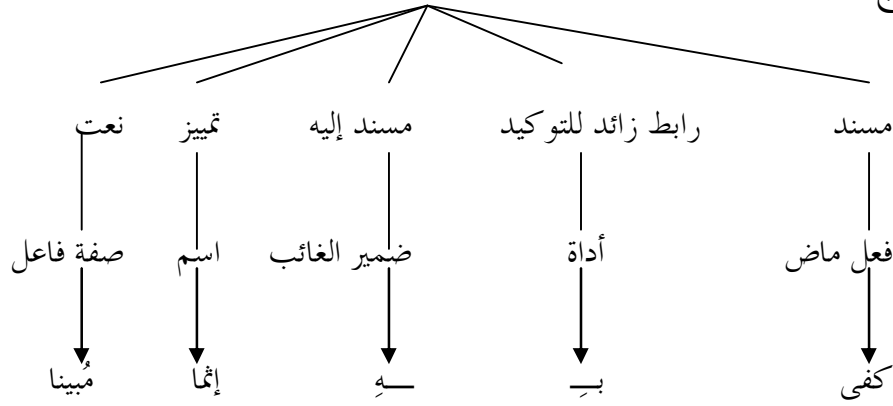 مسند رابط زائد للتوكيد مسند إليه تمييز نعت
فعل ماض أداة ضمير الغائب اسم صفة فاعل
كفى بـِ ـهِ إثما مُبينا